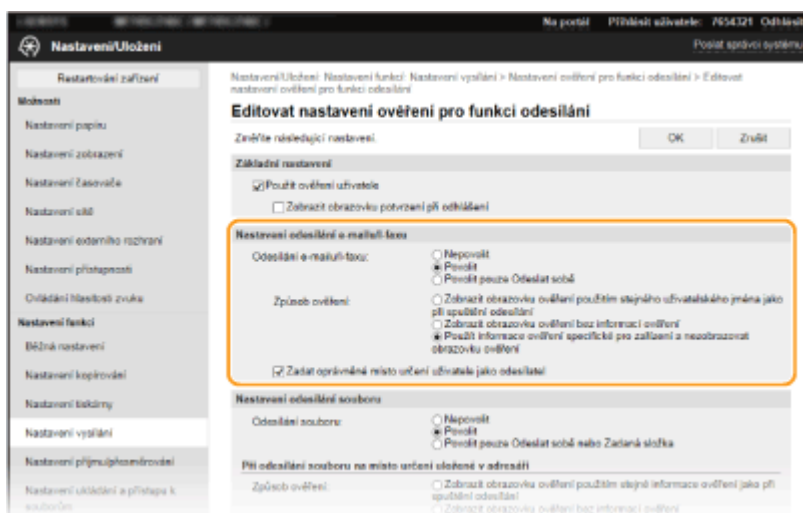 Na portál Přihlásit uživatele: 7654321 Odhlásit
Nastavení/Uložení
Poslat správci systému
Restartování zařízení
Možnosti
Nastavení papíru
Nastavení zobrazení
Nastavení časovače
Nastavení sítě
Nastavení externího rozhraní
Nastavení přístupnosti
Ovládání hlasitosti zvuku
Nastavení funkcí
Běžná nastavení
Nastavení kopírování
Nastavení tiskárny
Nastavení vysílání
Nastavení příjmu/přesměrování
Nastavení ukládání a přístupu k
souborům
Nastavení/Uložení: Nastavení funkcí: Nastavení vysílání > Nastavení ověření pro funkci odesílání > Editovat
nastavení ověření pro funkci odesílání
Editovat nastavení ověření pro funkci odesílání
Změňte následující nastavení.
OK
Zrušit
Základní nastavení
Použít ověření uživatele
Zobrazit obrazovku potvrzení při odhlášení
Nastavení odesílání e-mailu/I-faxu
Odesílání e-mailu/I-faxu:
Nepovolit
Povolit
Povolit pouze Odeslat sobě
Způsob ověření:
Zobrazit obrazovku ověření použitím stejného uživatelského jména jako
při spuštění odesílání
Zobrazit obrazovku ověření bez informací ověření
Použít informace ověření specifické pro zařízení a nezobrazovat
obrazovku ověření
Zadat oprávněné místo určení uživatele jako odesílatel
Nastavení odesílání souboru
Odesílání souboru:
Nepovolit
Povolit
Povolit pouze Odeslat sobě nebo Zadaná složka
Při odesílání souboru na místo určení uložené v adresáři
Způsob ověření:
Zobrazit obrazovku ověření použitím stejné informace ověření jako při
spuštění odesílání
Zobrazit obrazovku ověření bez informací ověření